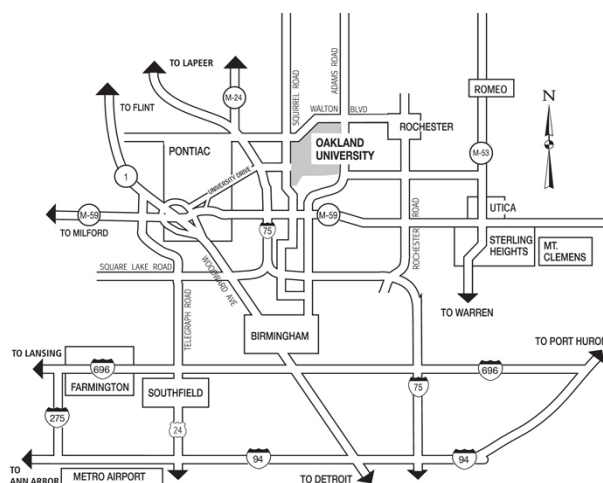 TO LAPEER
M-24
TO FLINT
SQUIRREL ROAD
ADAMS ROAD
WALTON BLVD
ROMEO
N
ROCHESTER
OAKLAND
UNIVERSITY
PONTIAC
M-53
UNIVERSITY DRIVE
1
M-59
TO MILFORD
75
M-59
ROCHESTER ROAD
UTICA
STERLING
HEIGHTS
MT.
CLEMENS
SQUARE LAKE ROAD
WOODWARD AVE
TELEGRAPH ROAD
TO WARREN
BIRMINGHAM
TO PORT HURON
TO LANSING
696
696
FARMINGTON
SOUTHFIELD
75
275
24
94
94
TO
ANN ARBOR
METRO AIRPORT
TO DETROIT